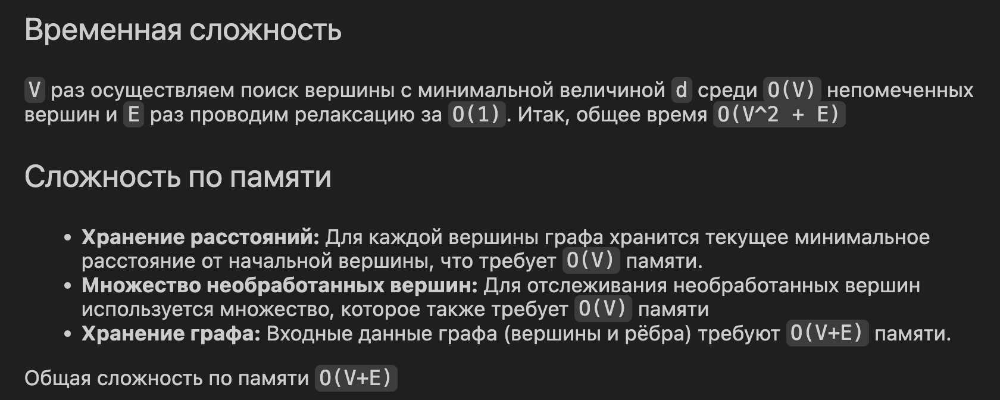 Временная сложность
V раз осуществляем поиск вершины с минимальной величиной d среди O(V) непомеченных
вершин и E раз проводим релаксацию за O(1). Итак, общее время O(V^2 + E)
Сложность по памяти
• Хранение расстояний: Для каждой вершины графа хранится текущее минимальное
расстояние от начальной вершины, что требует O(V) памяти.
• Множество необработанных вершин: Для отслеживания необработанных вершин
используется множество, которое также требует O(V) памяти
• Хранение графа: Входные данные графа (вершины и рёбра) требуют O(V+E) памяти.
Общая сложность по памяти O(V+E)